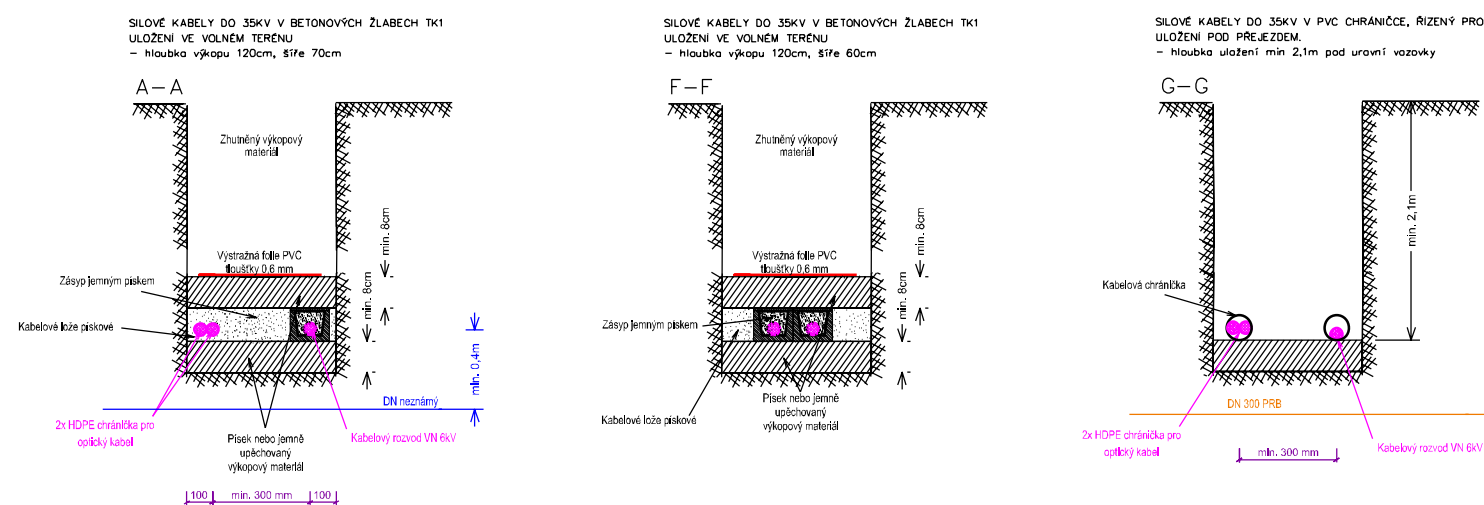 SILOVÉ KABELY DO 35KV V BETONOVÝCH ŽLABECH TK1
ULOŽENÍ VE VOLNÉM TERÉNU
- hloubka výkopu 120cm, šíře 70cm
A-A
Zhutněný výkopový
materiál
min. 8cm
Výstražná folie PVC
tloušťky 0,6 mm
Zásyp jemným pískem
min. 8cm
Kabelové lože pískové
min. 0,4m
DN neznámý
2x HDPE chránička pro
optický kabel
Písek nebo jemně
upěchovaný
výkopový materiál
Kabelový rozvod VN 6kV
100
min. 300 mm
100
SILOVÉ KABELY DO 35KV V BETONOVÝCH ŽLABECH TK1
ULOŽENÍ VE VOLNÉM TERÉNU
- hloubka výkopu 120cm, šíře 60cm
F-F
Zhutněný výkopový
materiál
min. 8cm
Výstražná folie PVC
tloušťky 0,6 mm
min. 8cm
Zásyp jemným pískem
Kabelové lože pískové
Písek nebo jemně
upěchovaný
výkopový materiál
SILOVÉ KABELY DO 35KV V PVC CHRÁNIČCE, ŘÍZENÝ PRO
ULOŽENÍ POD PŘEJEZDEM.
- hloubka uložení min 2,1m pod úrovní vozovky
G-G
min. 2,1m
Kabelová chránička
DN 300 PRB
2x HDPE chránička pro
optický kabel
min. 300 mm
Kabelový rozvod VN 6kV